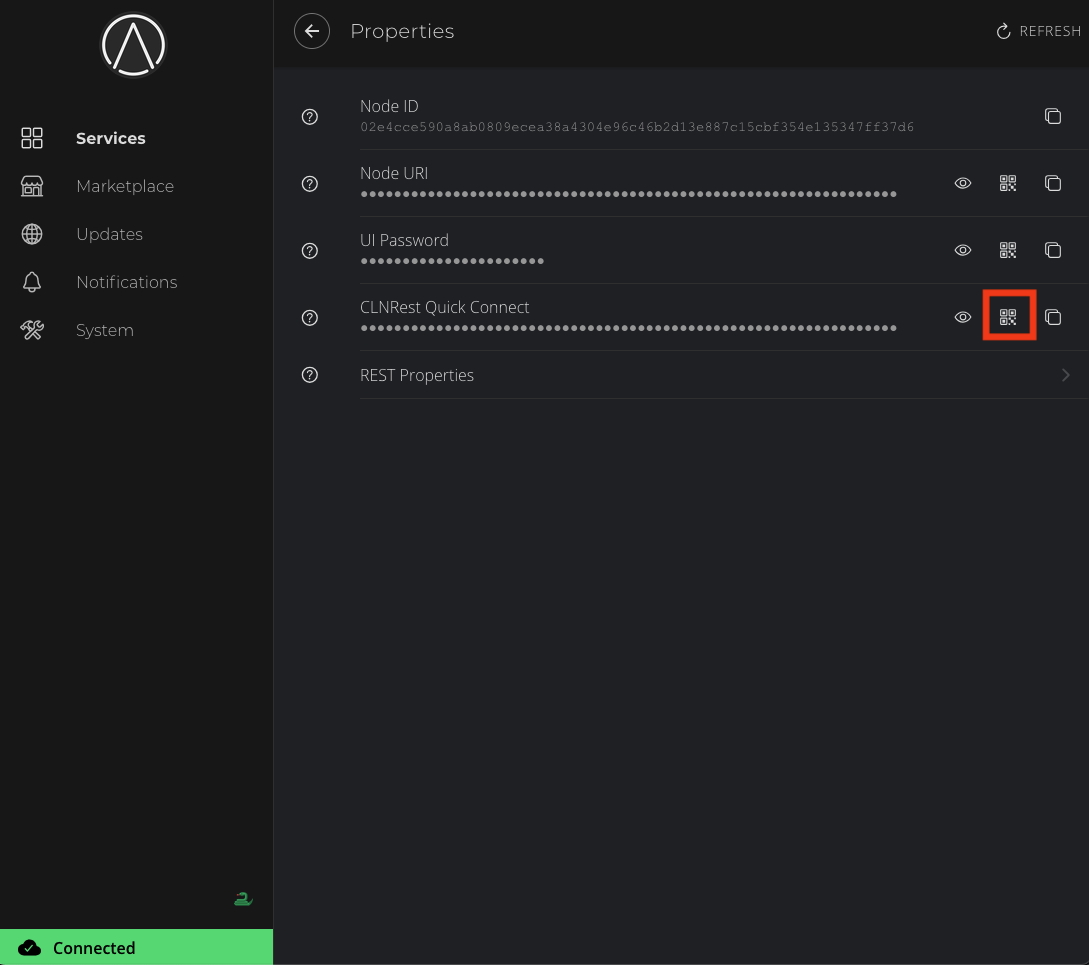 Properties
REFRESH
Services
Marketplace
Updates
Notifications
System
Node ID
02e4cce590a8ab0809ecea38a4304e96c46b2d13e887c15cbf354e135347ff37d6
Node URI
UI Password
CLNRest Quick Connect
REST Properties
Connected